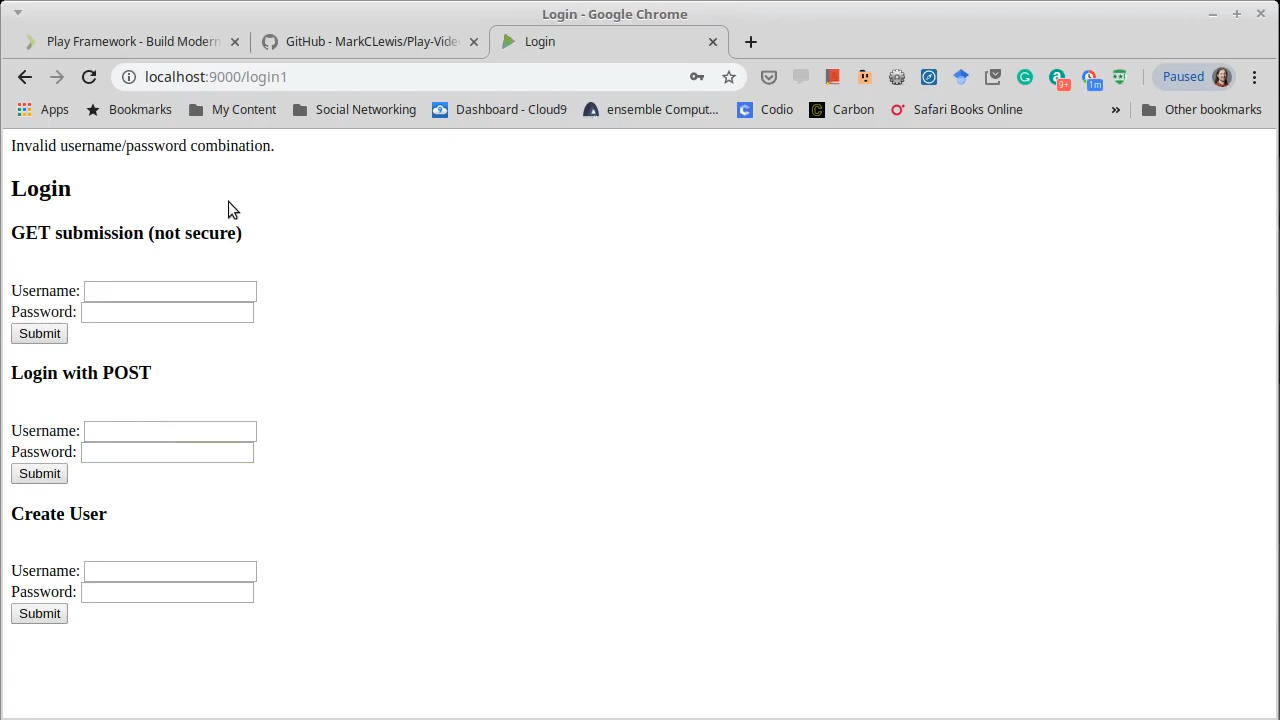 Login - Google Chrome
Play Framework - Build Modern
GitHub - MarkCLewis/Play-Vide
Login
localhost:9000/login1
9+
1m
Paused
Apps
Bookmarks
My Content
Social Networking
Dashboard - Cloud9
ensemble Comput...
Codio
Carbon
Safari Books Online
»
Other bookmarks
Invalid username/password combination.
Login
GET submission (not secure)
Username:
Password:
Submit
Login with POST
Username:
Password:
Submit
Create User
Username:
Password:
Submit